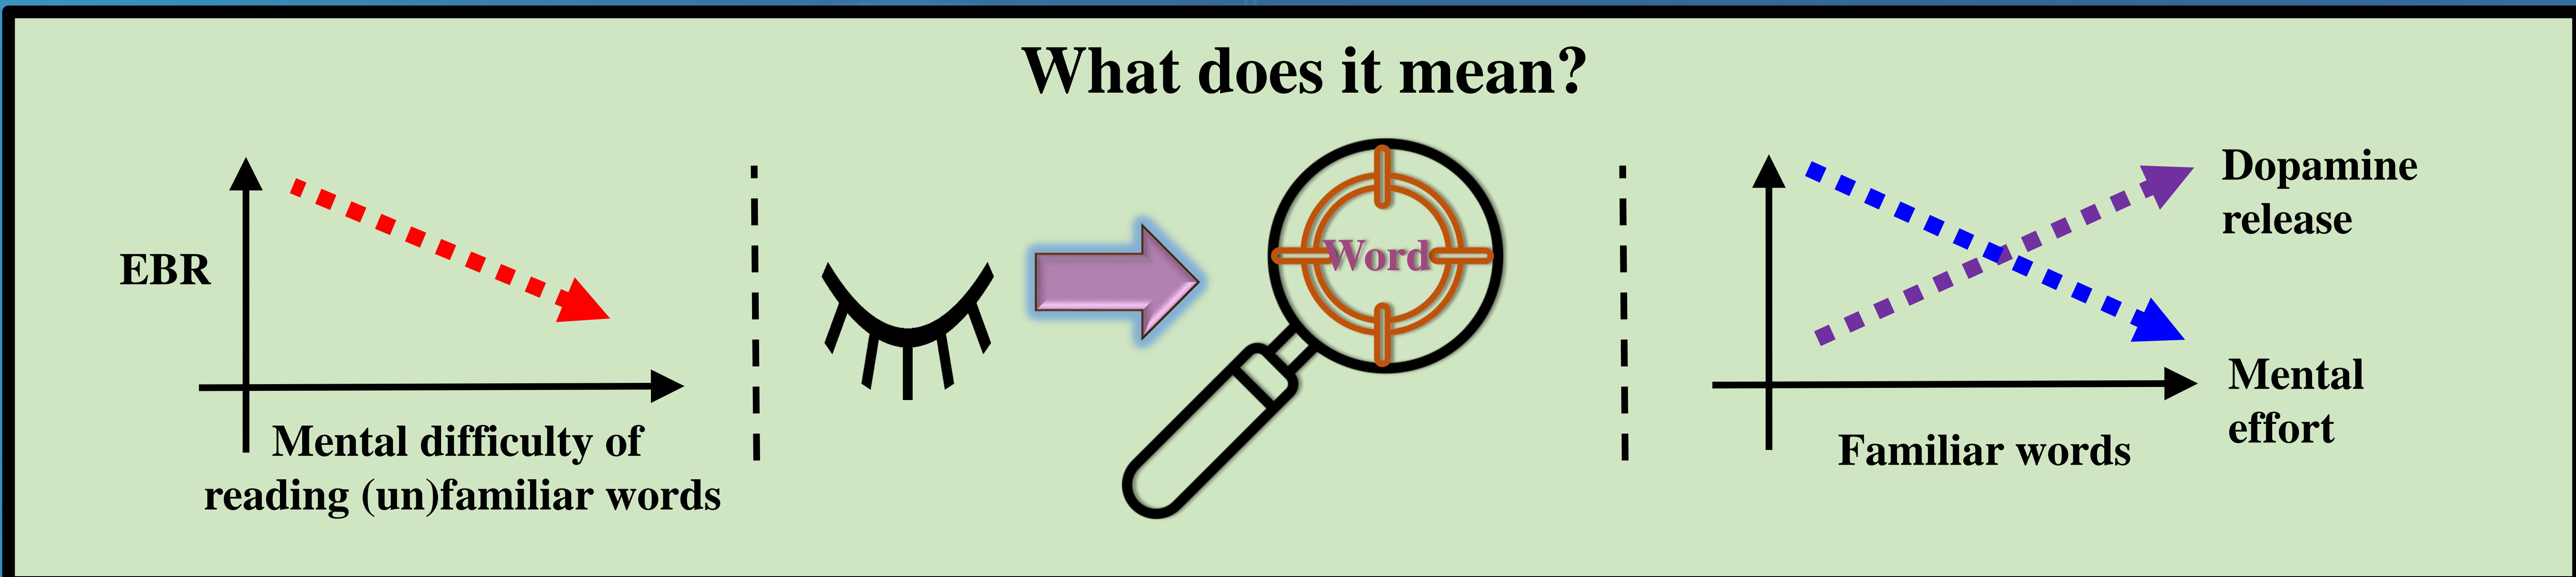 What does it mean?
EBR
Mental difficulty of
reading (un)familiar words
Word
Dopamine
release
Mental
effort
Familiar words